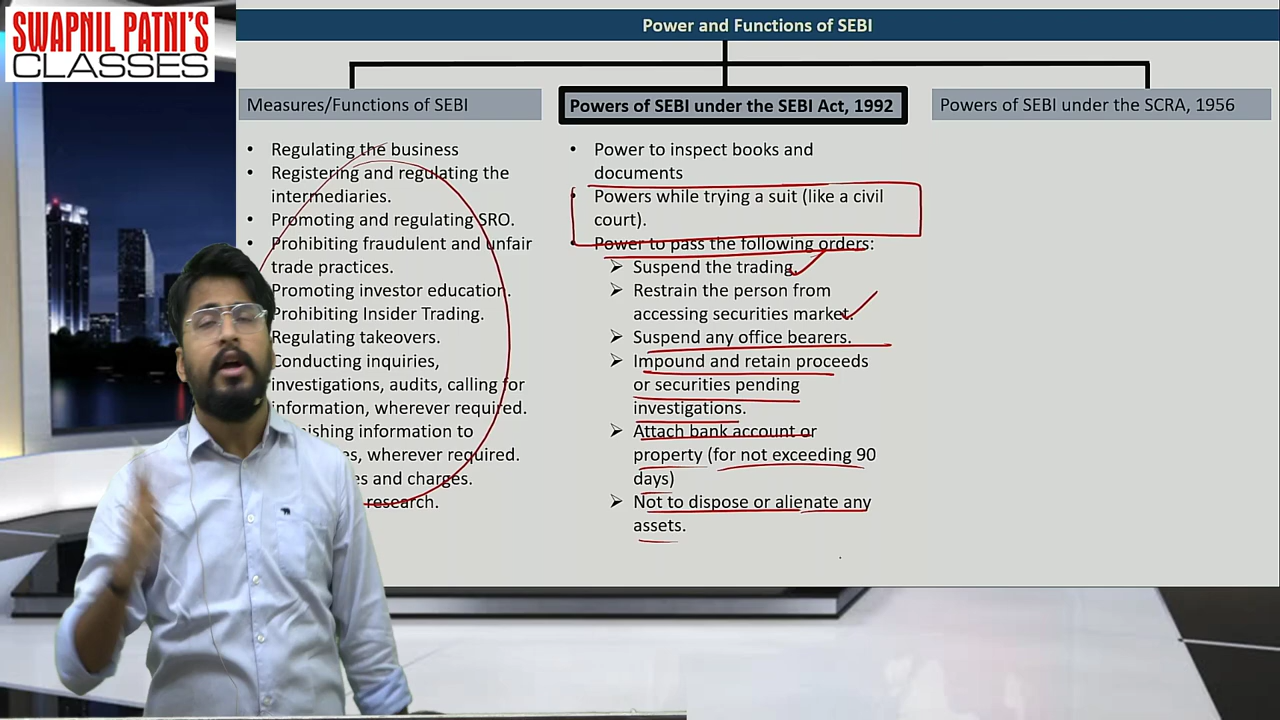 SWAPNIL PATNI'S
CLASSES
Power and Functions of SEBI
Measures/Functions of SEBI
• Regulating the business
• Registering and regulating the
intermediaries.
• Promoting and regulating SRO.
• Prohibiting fraudulent and unfair
trade practices.
Promoting investor education.
Prohibiting Insider Trading.
Regulating takeovers.
Conducting inquiries,
investigations, audits, calling for
information, wherever required.
information to
wherever required.
and charges.
research.
Powers of SEBI under the SEBI Act, 1992
• Power to inspect books and
documents
• Powers while trying a suit (like a civil
court).
• Power to pass the following orders:
➢ Suspend the trading.
➢ Restrain the person from
accessing securities market.
➢ Suspend any office bearers.
➢ Impound and retain proceeds
or securities pending
investigations.
➢ Attach bank account or
property (for not exceeding 90
days)
➢ Not to dispose or alienate any
assets.
Powers of SEBI under the SCRA, 1956